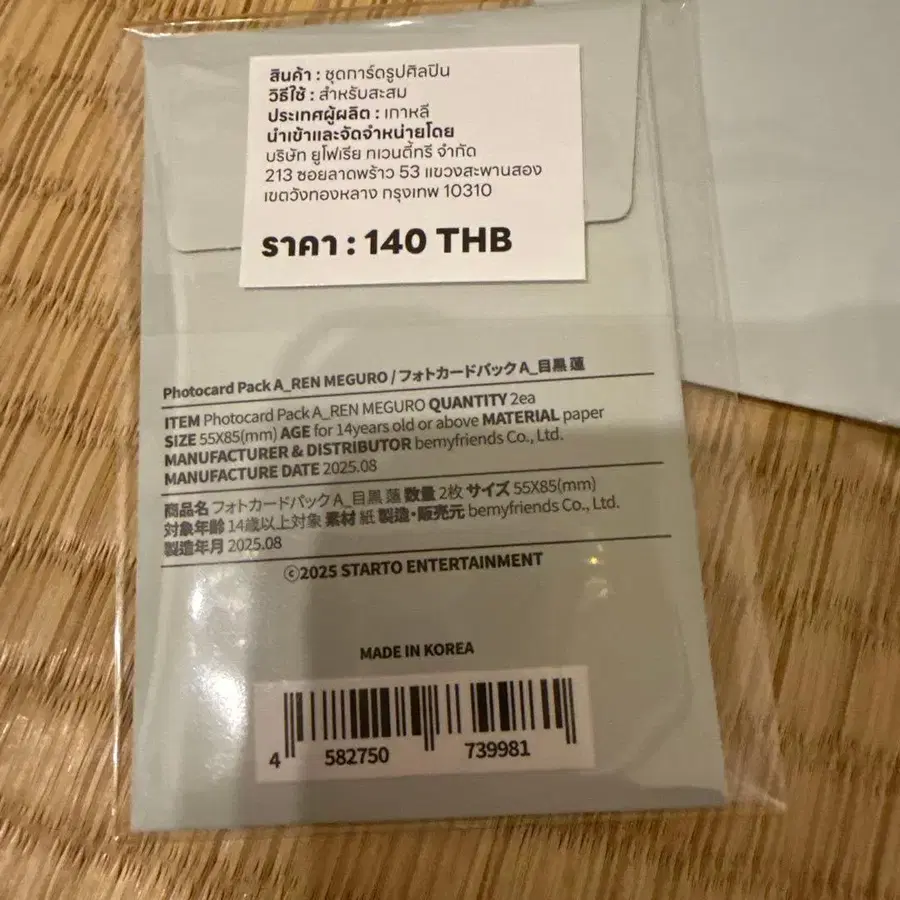 สินค้า : ชุดการ์ดรูปศิลปิน
วิธีใช้ : สำหรับสะสม
ประเทศผู้ผลิต : เกาหลี
นำเข้าและจัดจำหน่ายโดย
บริษัท ยูโฟเรีย ทเวนตี้ทรี จำกัด
213 ซอยลาดพร้าว 53 แขวงสะพานสอง
เขตวังทองหลาง กรุงเทพ 10310
ราคา : 140 THB
Photocard Pack A_REN MEGURO / フォトカードパック A_目黒 蓮
ITEM Photocard Pack A_REN MEGURO QUANTITY 2ea
SIZE 55X85(mm) AGE for 14years old or above MATERIAL paper
MANUFACTURER & DISTRIBUTOR bemyfriends Co., Ltd.
MANUFACTURE DATE 2025.08
商品名 フォトカードパック A_目黒 蓮 数量 2枚 サイズ 55X85(mm)
対象年齢 14歳以上対象 素材 紙 製造・販売元 bemyfriends Co., Ltd.
製造年月 2025.08
©2025 STARTO ENTERTAINMENT
MADE IN KOREA
4 582750 739981